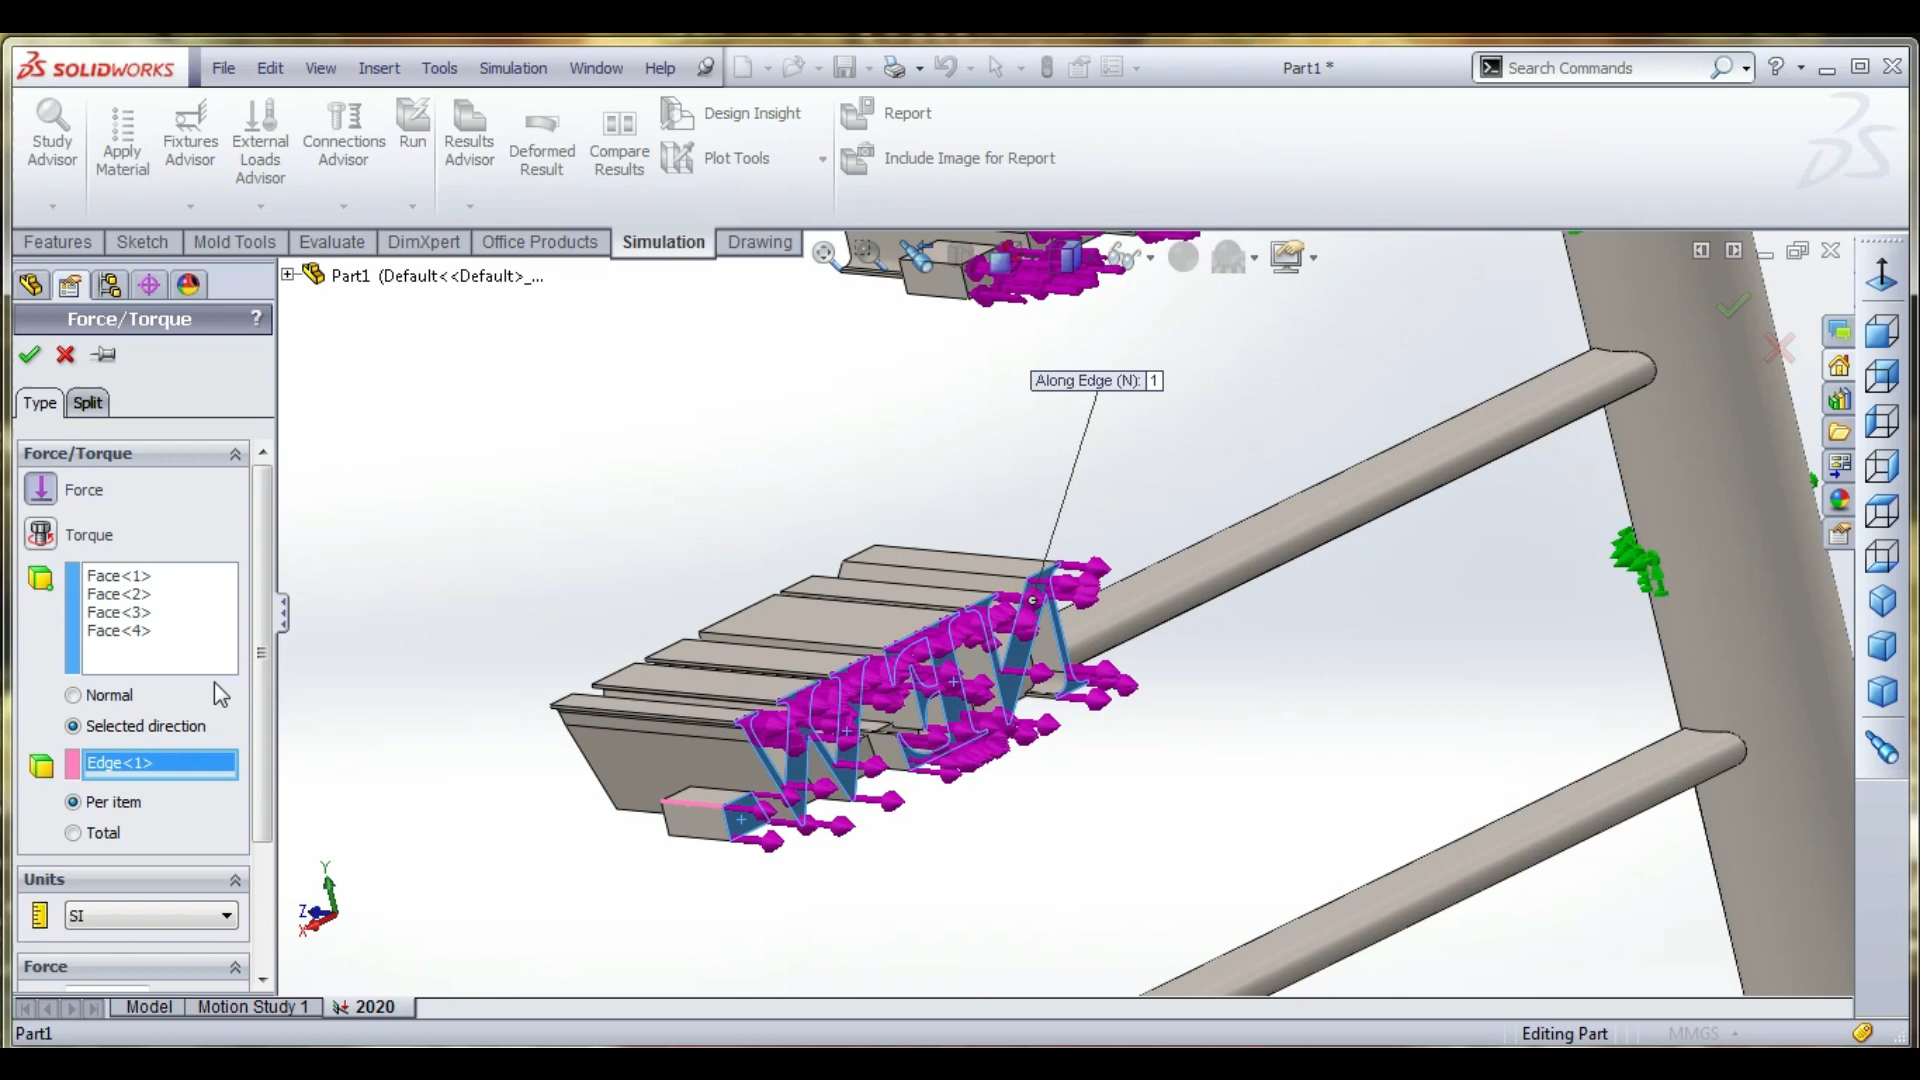 SOLIDWORKS File Edit View Insert Tools Simulation Window Help Part1 * Search Commands
Study Advisor
Apply Material
Fixtures Advisor
External Loads Advisor
Connections Advisor
Run
Results Advisor
Deformed Result
Compare Results
Design Insight
Plot Tools
Report
Include Image for Report
Features Sketch Mold Tools Evaluate DimXpert Office Products Simulation Drawing
Part1 (Default<<Default>_...
Force/Torque ?
Type Split
Force/Torque
Force
Torque
Face<1>
Face<2>
Face<3>
Face<4>
Normal
Selected direction
Edge<1>
Per item
Total
Units
SI
Force
Along Edge (N): 1
Y
Z
X
Model Motion Study 1 2020
Part1 Editing Part MMGS